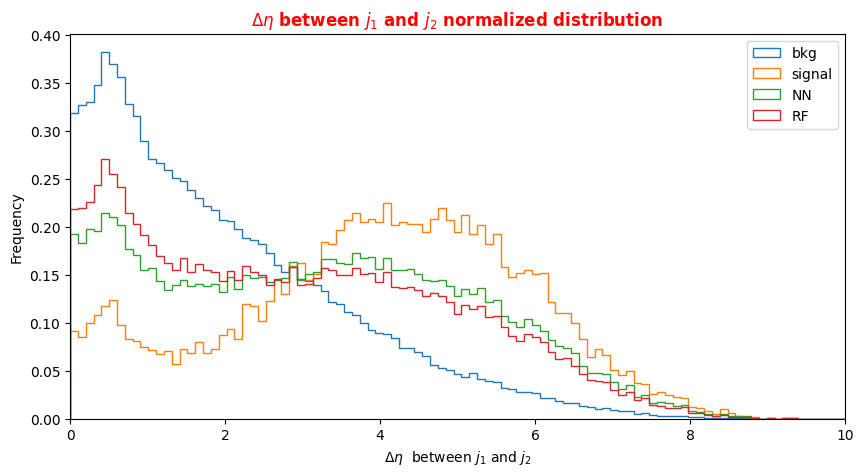 Δη between j₁ and j₂ normalized distribution
bkg
signal
NN
RF
Frequency
0.40
0.35
0.30
0.25
0.20
0.15
0.10
0.05
0.00
0 2 4 6 8 10
Δη between j₁ and j₂